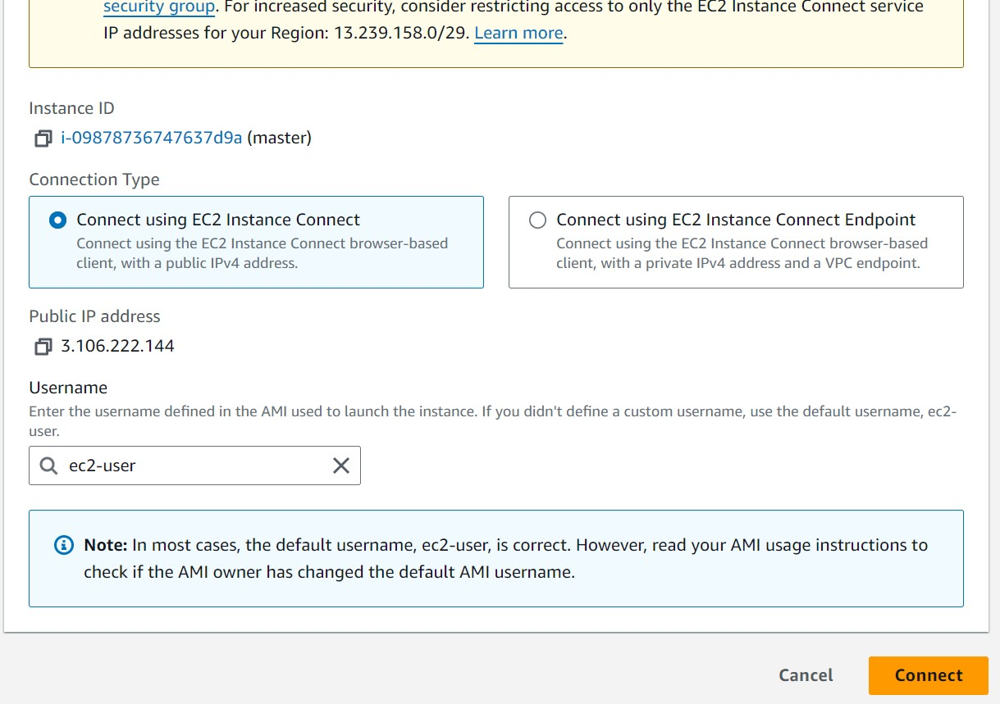 security group. For increased security, consider restricting access to only the EC2 Instance Connect service
IP addresses for your Region: 13.239.158.0/29. Learn more.
Instance ID
i-09878736747637d9a (master)
Connection Type
Connect using EC2 Instance Connect
Connect using the EC2 Instance Connect browser-based
client, with a public IPv4 address.
Connect using EC2 Instance Connect Endpoint
Connect using the EC2 Instance Connect browser-based
client, with a private IPv4 address and a VPC endpoint.
Public IP address
3.106.222.144
Username
Enter the username defined in the AMI used to launch the instance. If you didn't define a custom username, use the default username, ec2-
user.
ec2-user
Note: In most cases, the default username, ec2-user, is correct. However, read your AMI usage instructions to
check if the AMI owner has changed the default AMI username.
Cancel
Connect